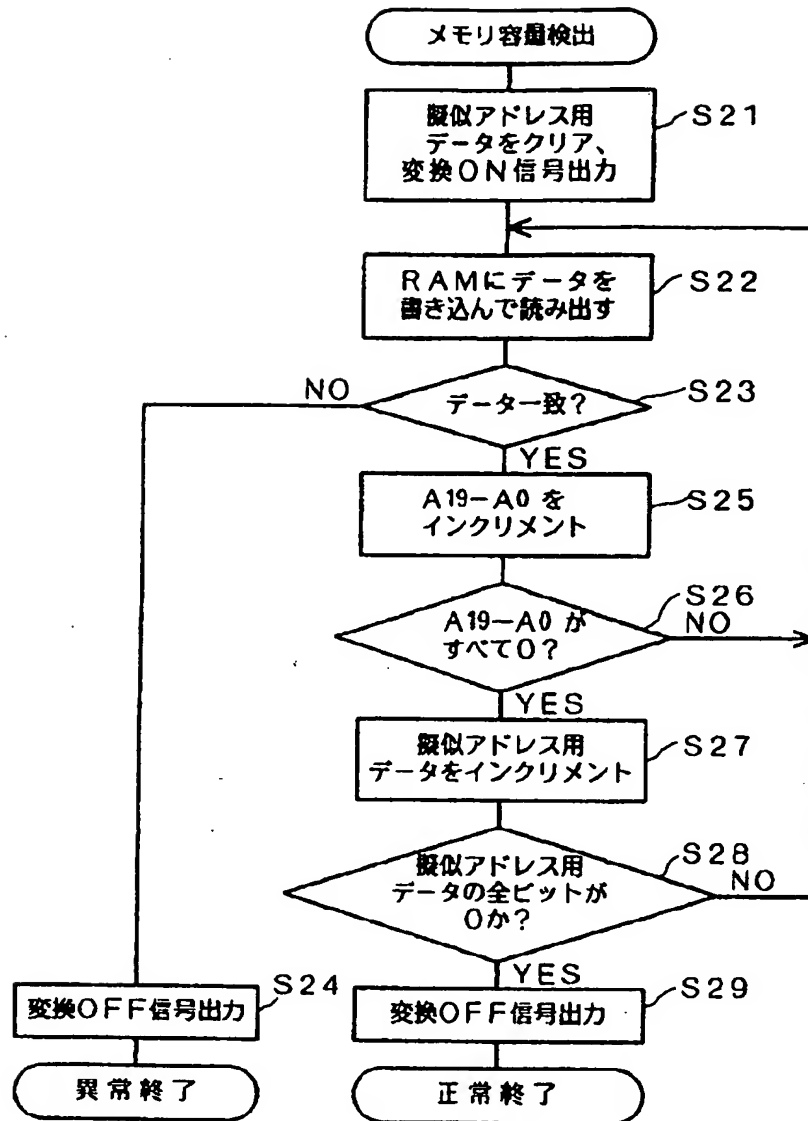 メモリ容量検出
擬似アドレス用
データをクリア、
変換ON信号出力
S21
RAMにデータを
書き込んで読み出す
S22
データ一致?
S23
NO
YES
A19-A0を
インクリメント
S25
A19-A0が
すべて0?
S26
NO
YES
擬似アドレス用
データをインクリメント
S27
擬似アドレス用
データの全ビットが
0か?
S28
NO
YES
変換OFF信号出力
S24
変換OFF信号出力
S29
異常終了
正常終了